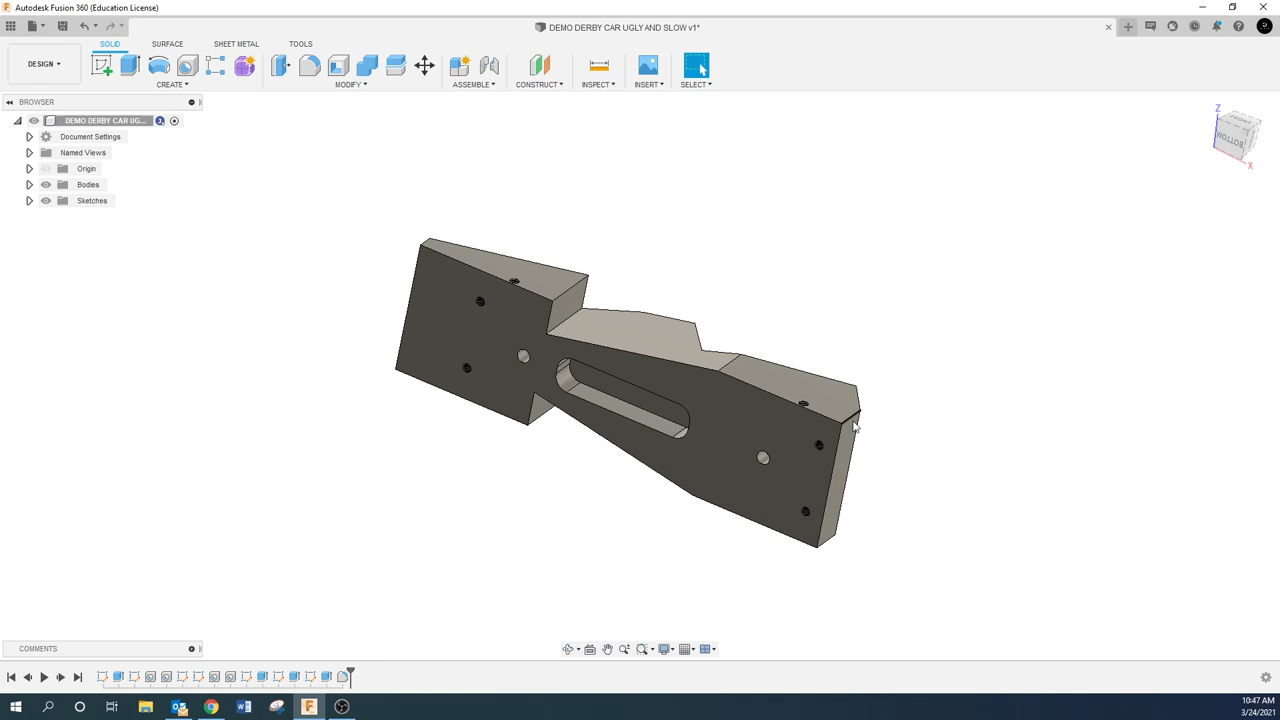 Autodesk Fusion 360 (Education License)
DEMO DERBY CAR UGLY AND SLOW v1*
SOLID
SURFACE
SHEET METAL
TOOLS
DESIGN
CREATE
MODIFY
ASSEMBLE
CONSTRUCT
INSPECT
INSERT
SELECT
BROWSER
DEMO DERBY CAR UG...
Document Settings
Named Views
Origin
Bodies
Sketches
Z
FRONT
BOTTOM
X
COMMENTS
10:47 AM
3/24/2021